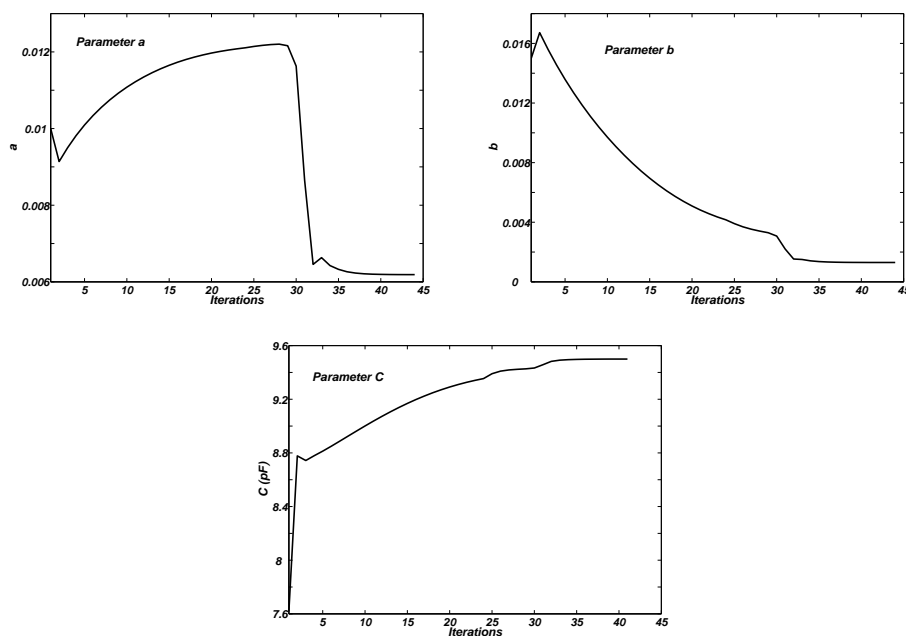 Parameter a
0.012
0.01
0.008
0.006
a
5 10 15 20 25 30 35 40 45
Iterations
Parameter b
0.016
0.012
0.008
0.004
0
b
5 10 15 20 25 30 35 40 45
Iterations
Parameter C
9.6
9.2
8.8
8.4
8
7.6
C (pF)
5 10 15 20 25 30 35 40 45
Iterations